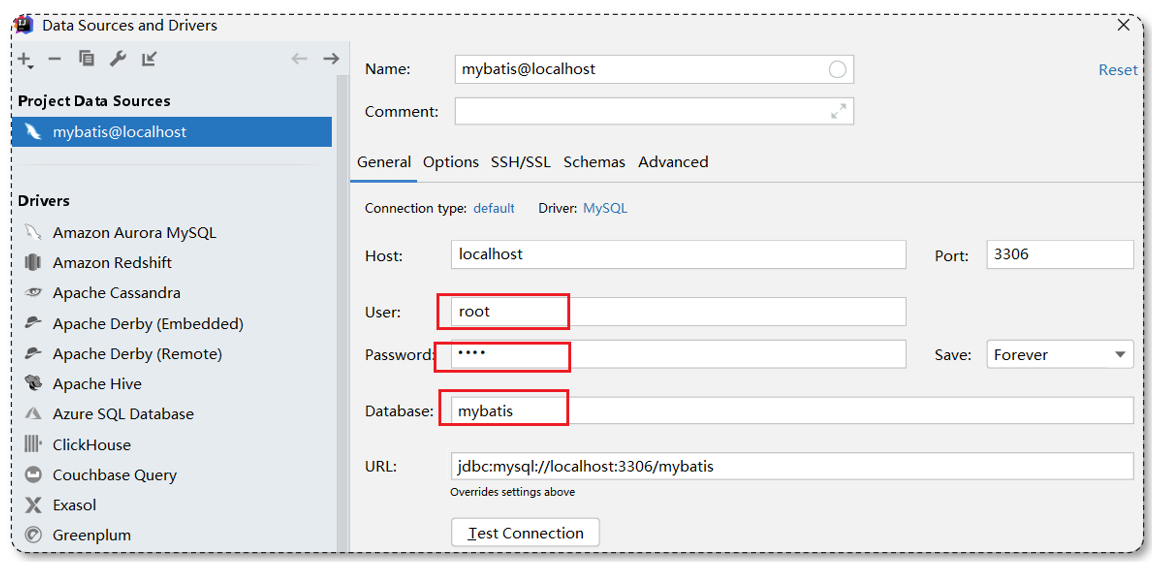 Data Sources and Drivers
Project Data Sources
mybatis@localhost
Drivers
Amazon Aurora MySQL
Amazon Redshift
Apache Cassandra
Apache Derby (Embedded)
Apache Derby (Remote)
Apache Hive
Azure SQL Database
ClickHouse
Couchbase Query
Exasol
Greenplum
Name: mybatis@localhost Reset
Comment:
General Options SSH/SSL Schemas Advanced
Connection type: default Driver: MySQL
Host: localhost Port: 3306
User: root
Password: •••• Save: Forever
Database: mybatis
URL: jdbc:mysql://localhost:3306/mybatis
Overrides settings above
Test Connection